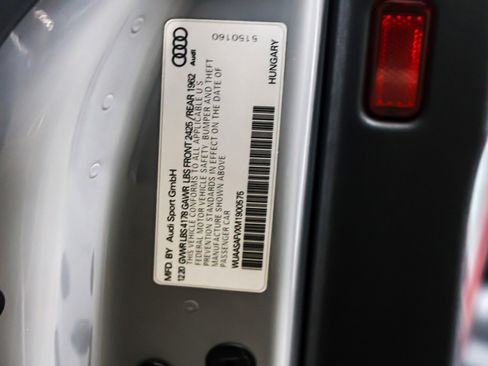 MFD. BY Audi Sport GmbH
12.20 GVWR LBS 4178 GAWR LBS FRONT 2425 / REAR 1962
THIS VEHICLE CONFORMS TO ALL APPLICABLE U.S
FEDERAL MOTOR VEHICLE SAFETY, BUMPER AND THEFT
PREVENTION STANDARDS IN EFFECT ON THE DATE OF
MANUFACTURE SHOWN ABOVE
PASSENGER CAR
Audi
5150160
HUNGARY